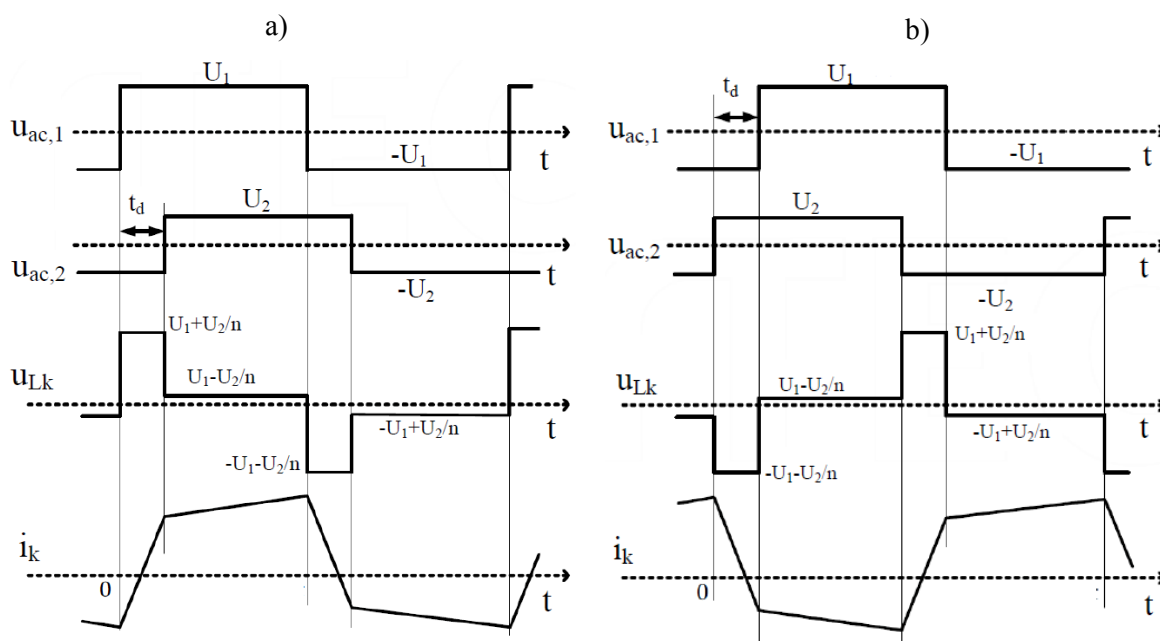 a)
U₁
u_ac,1
-U₁
t
t_d
U₂
u_ac,2
-U₂
t
U₁+U₂/n
u_Lk
U₁-U₂/n
-U₁+U₂/n
t
-U₁-U₂/n
i_k
0
t
b)
t_d
U₁
u_ac,1
-U₁
t
U₂
u_ac,2
-U₂
t
U₁+U₂/n
u_Lk
U₁-U₂/n
-U₁+U₂/n
t
-U₁-U₂/n
i_k
0
t